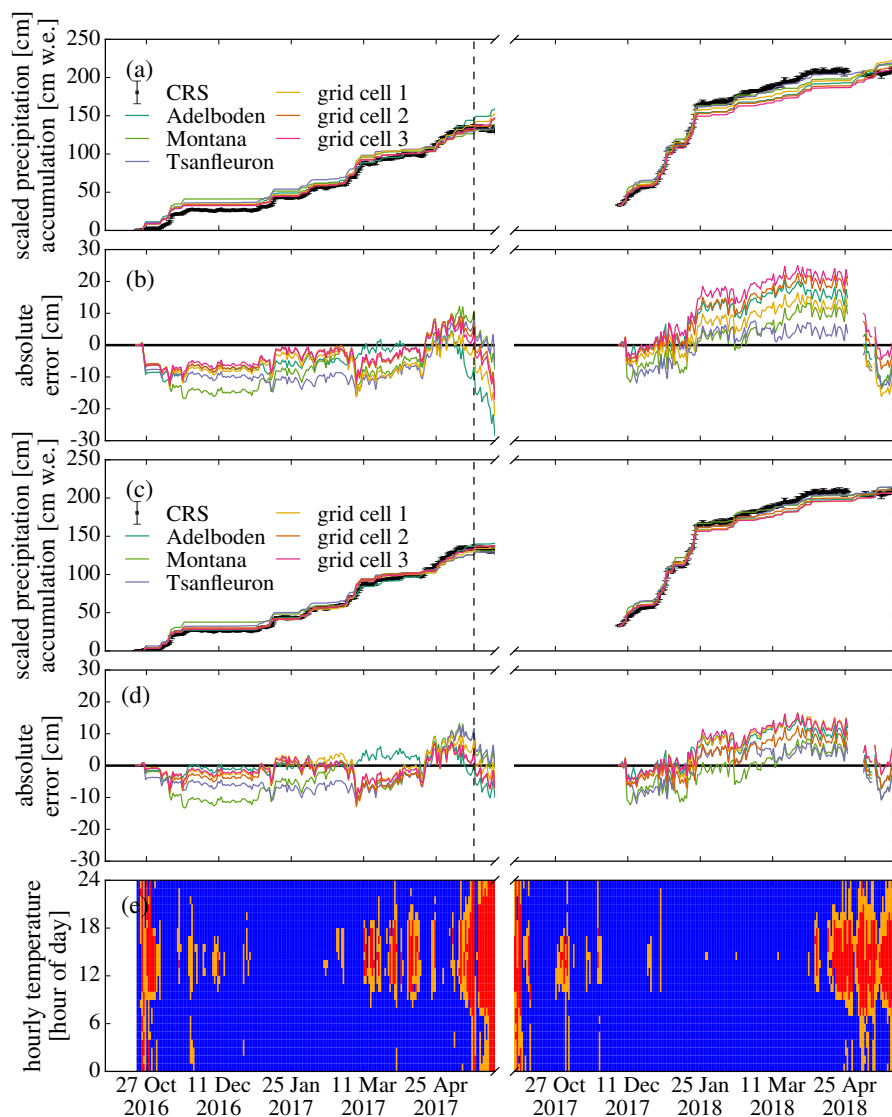 scaled precipitation [cm]
accumulation [cm w.e.]
250
200
150
100
50
0
(a)
CRS
Adelboden
Montana
Tsanfleuron
grid cell 1
grid cell 2
grid cell 3
absolute
error [cm]
30
20
10
0
-10
-20
-30
(b)
scaled precipitation [cm]
accumulation [cm w.e.]
250
200
150
100
50
0
(c)
CRS
Adelboden
Montana
Tsanfleuron
grid cell 1
grid cell 2
grid cell 3
absolute
error [cm]
30
20
10
0
-10
-20
-30
(d)
hourly temperature
[hour of day]
24
18
12
6
0
(e)
27 Oct 11 Dec 25 Jan 11 Mar 25 Apr 27 Oct 11 Dec 25 Jan 11 Mar 25 Apr
2016 2016 2017 2017 2017 2017 2017 2018 2018 2018